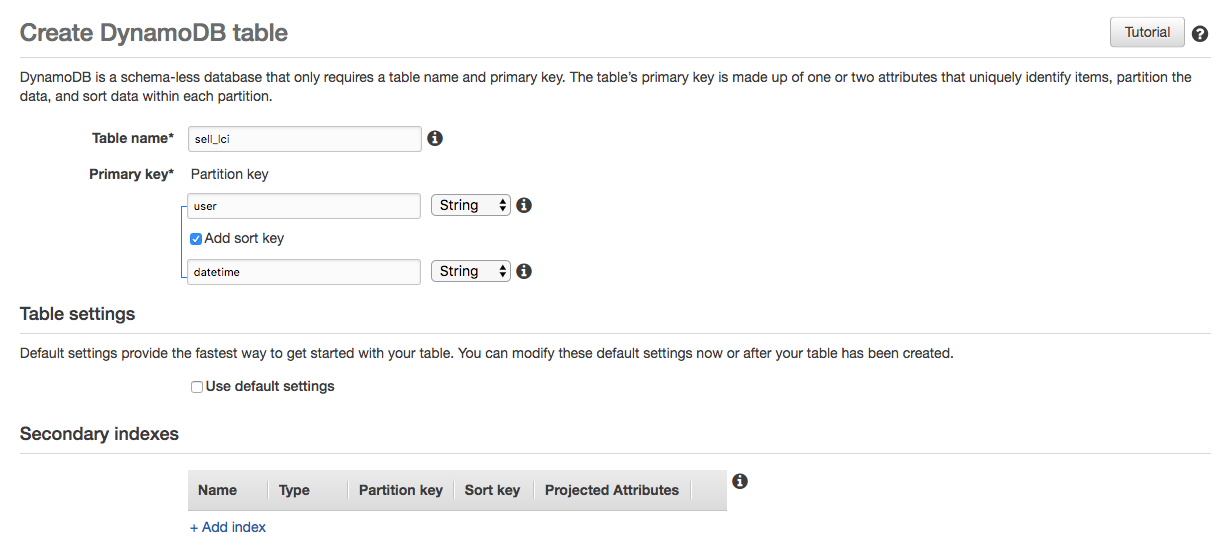 Create DynamoDB table
Tutorial
DynamoDB is a schema-less database that only requires a table name and primary key. The table's primary key is made up of one or two attributes that uniquely identify items, partition the
data, and sort data within each partition.
Table name* sell_lci
Primary key* Partition key
user String
Add sort key
datetime String
Table settings
Default settings provide the fastest way to get started with your table. You can modify these default settings now or after your table has been created.
Use default settings
Secondary indexes
Name Type Partition key Sort key Projected Attributes
+ Add index